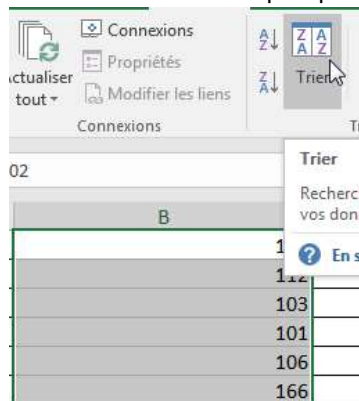 Connexions
Propriétés
Modifier les liens
ctualiser
tout
Connexions
A
Z
Z
A
Z A
A Z
Trier
02
Trier
Recherc
vos don
En s
B
112
103
101
106
166